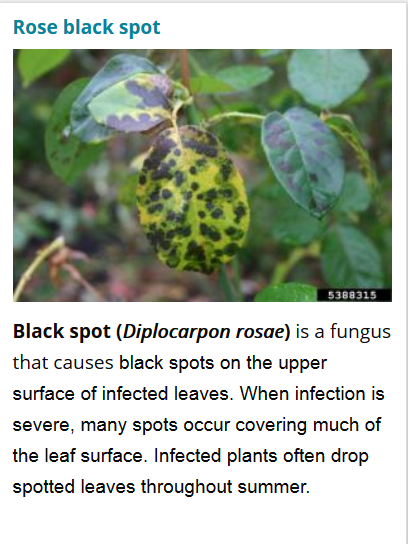 Rose black spot
5388315
Black spot (Diplocarpon rosae) is a fungus
that causes black spots on the upper
surface of infected leaves. When infection is
severe, many spots occur covering much of
the leaf surface. Infected plants often drop
spotted leaves throughout summer.